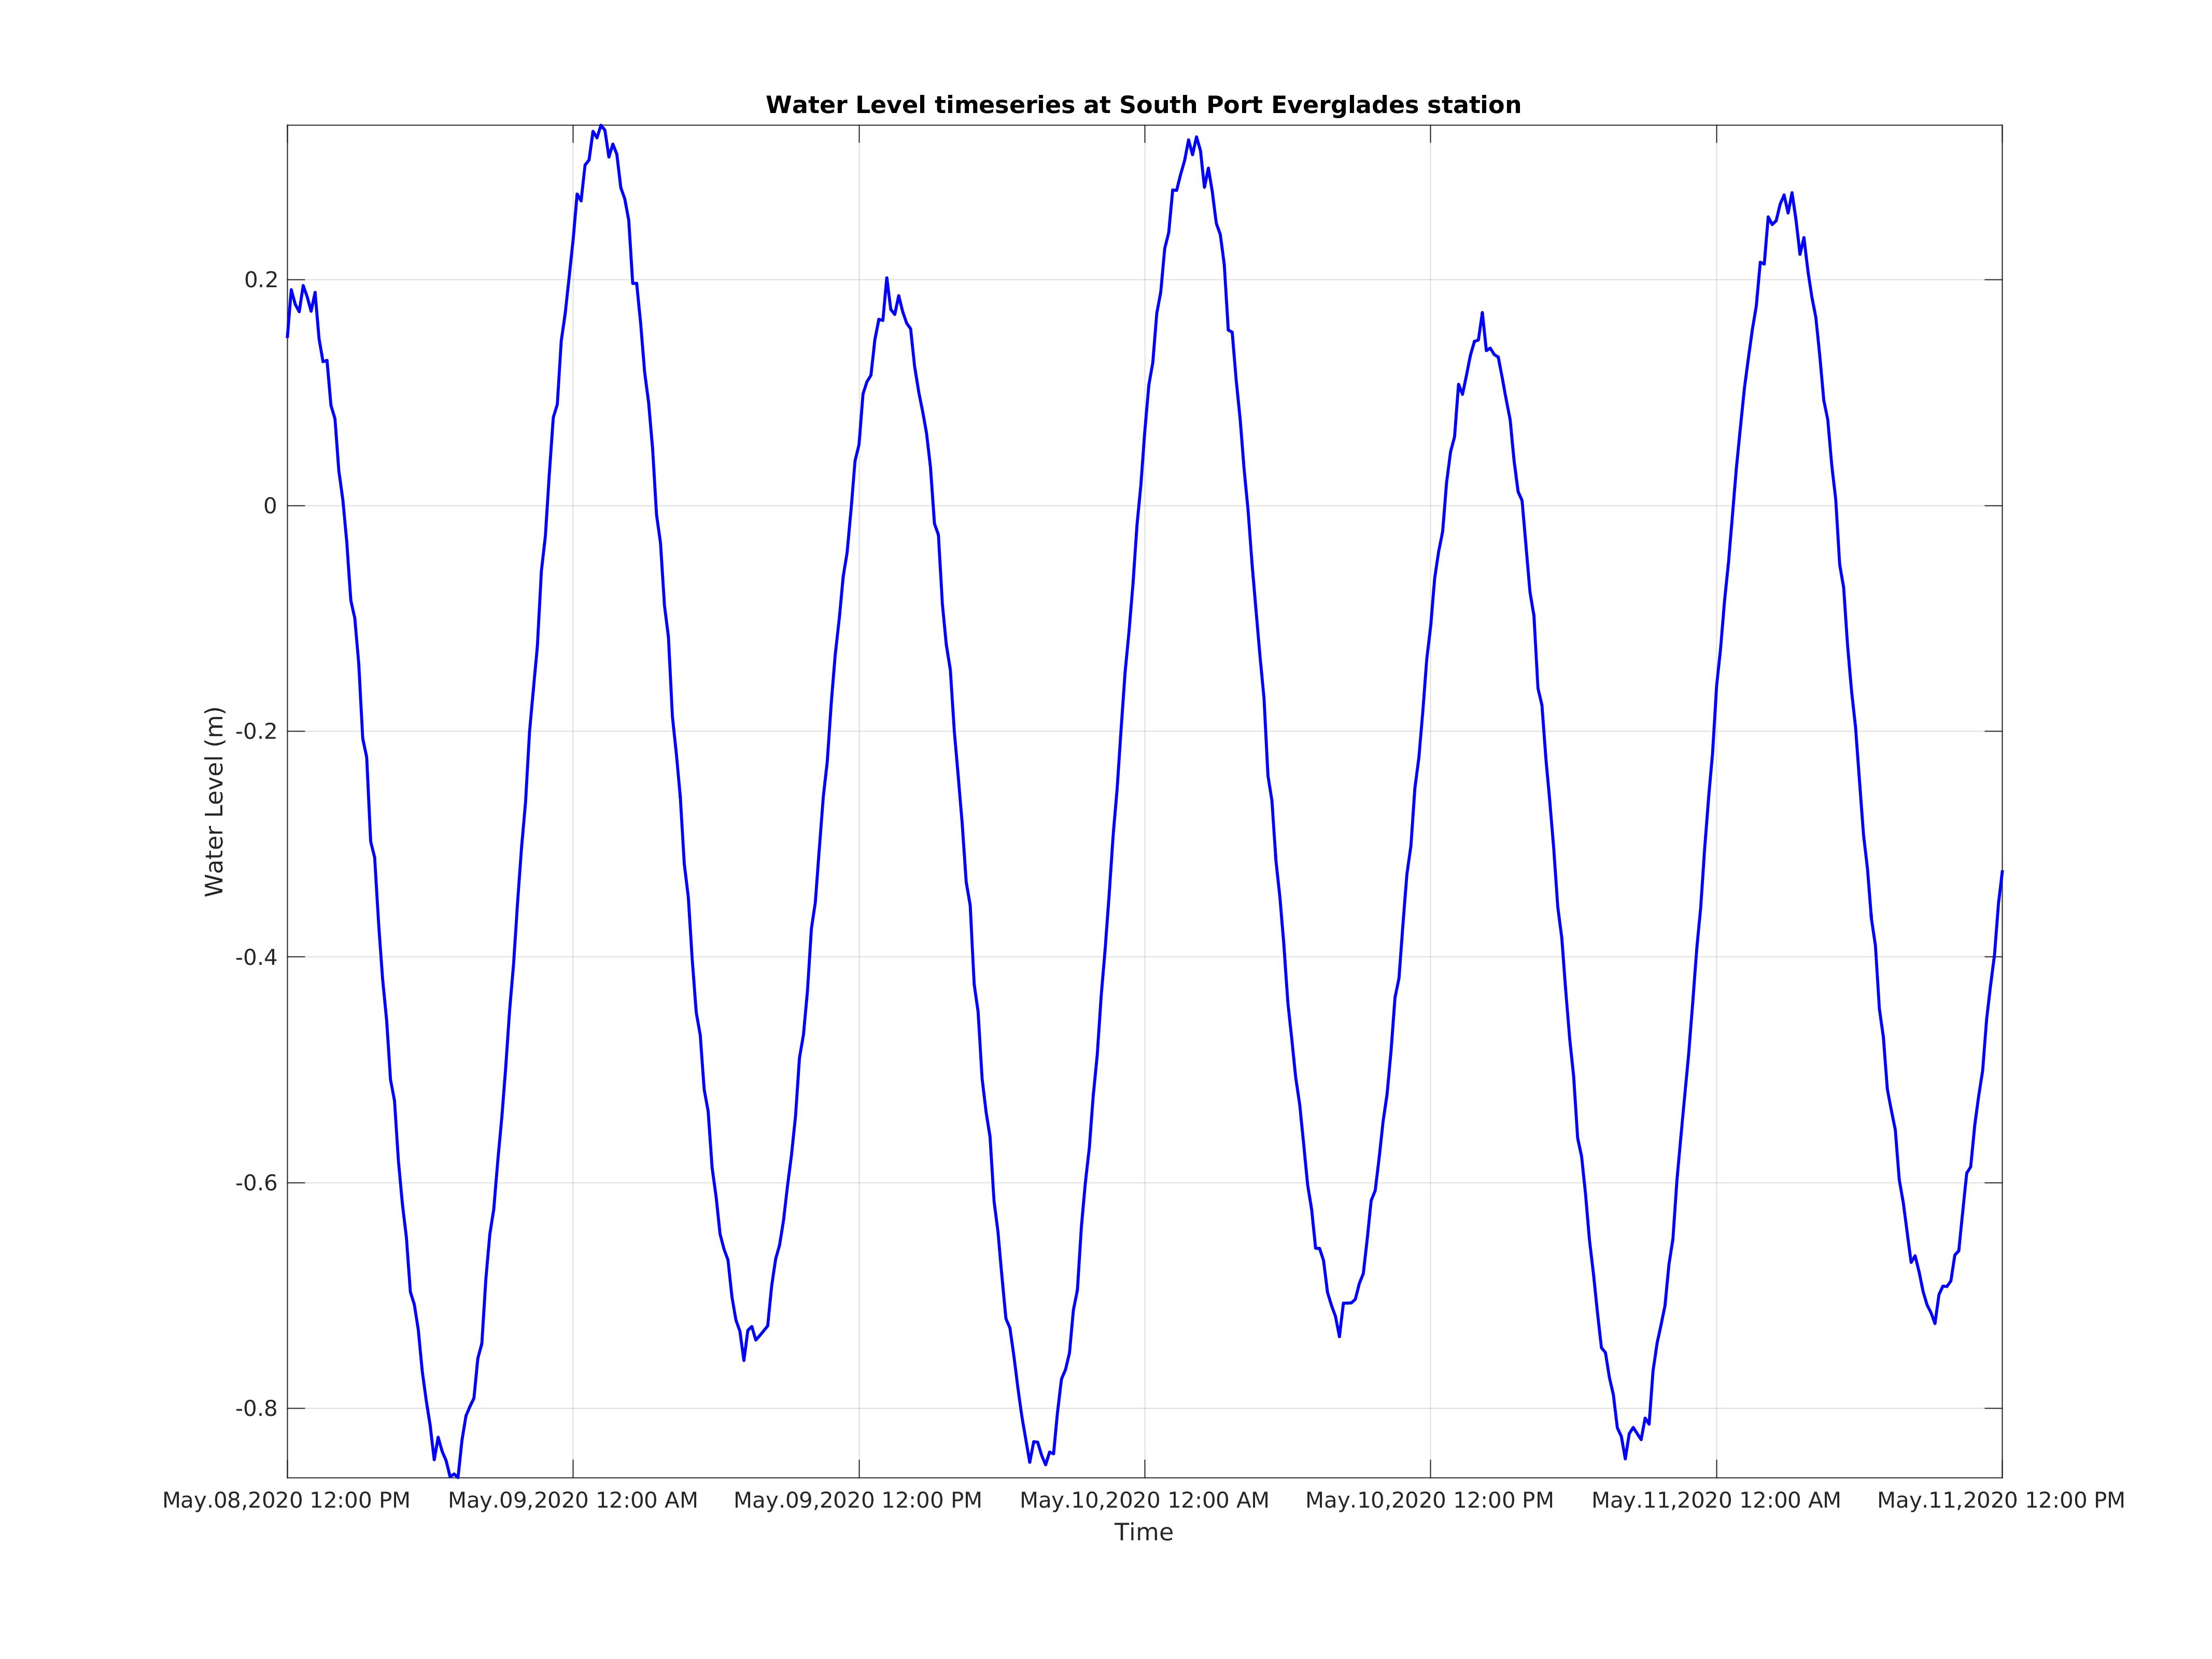 Water Level timeseries at South Port Everglades station
0.2
0
-0.2
-0.4
-0.6
-0.8
Water Level (m)
May.08,2020 12:00 PM
May.09,2020 12:00 AM
May.09,2020 12:00 PM
May.10,2020 12:00 AM
May.10,2020 12:00 PM
May.11,2020 12:00 AM
May.11,2020 12:00 PM
Time